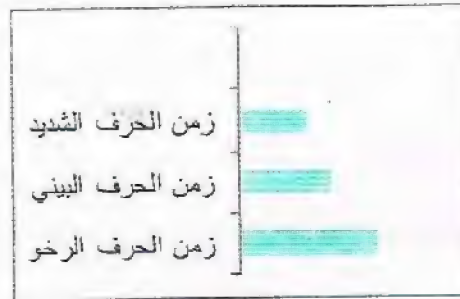 زمن الحرف الشديد
زمن الحرف البيني
زمن الحرف الرخو